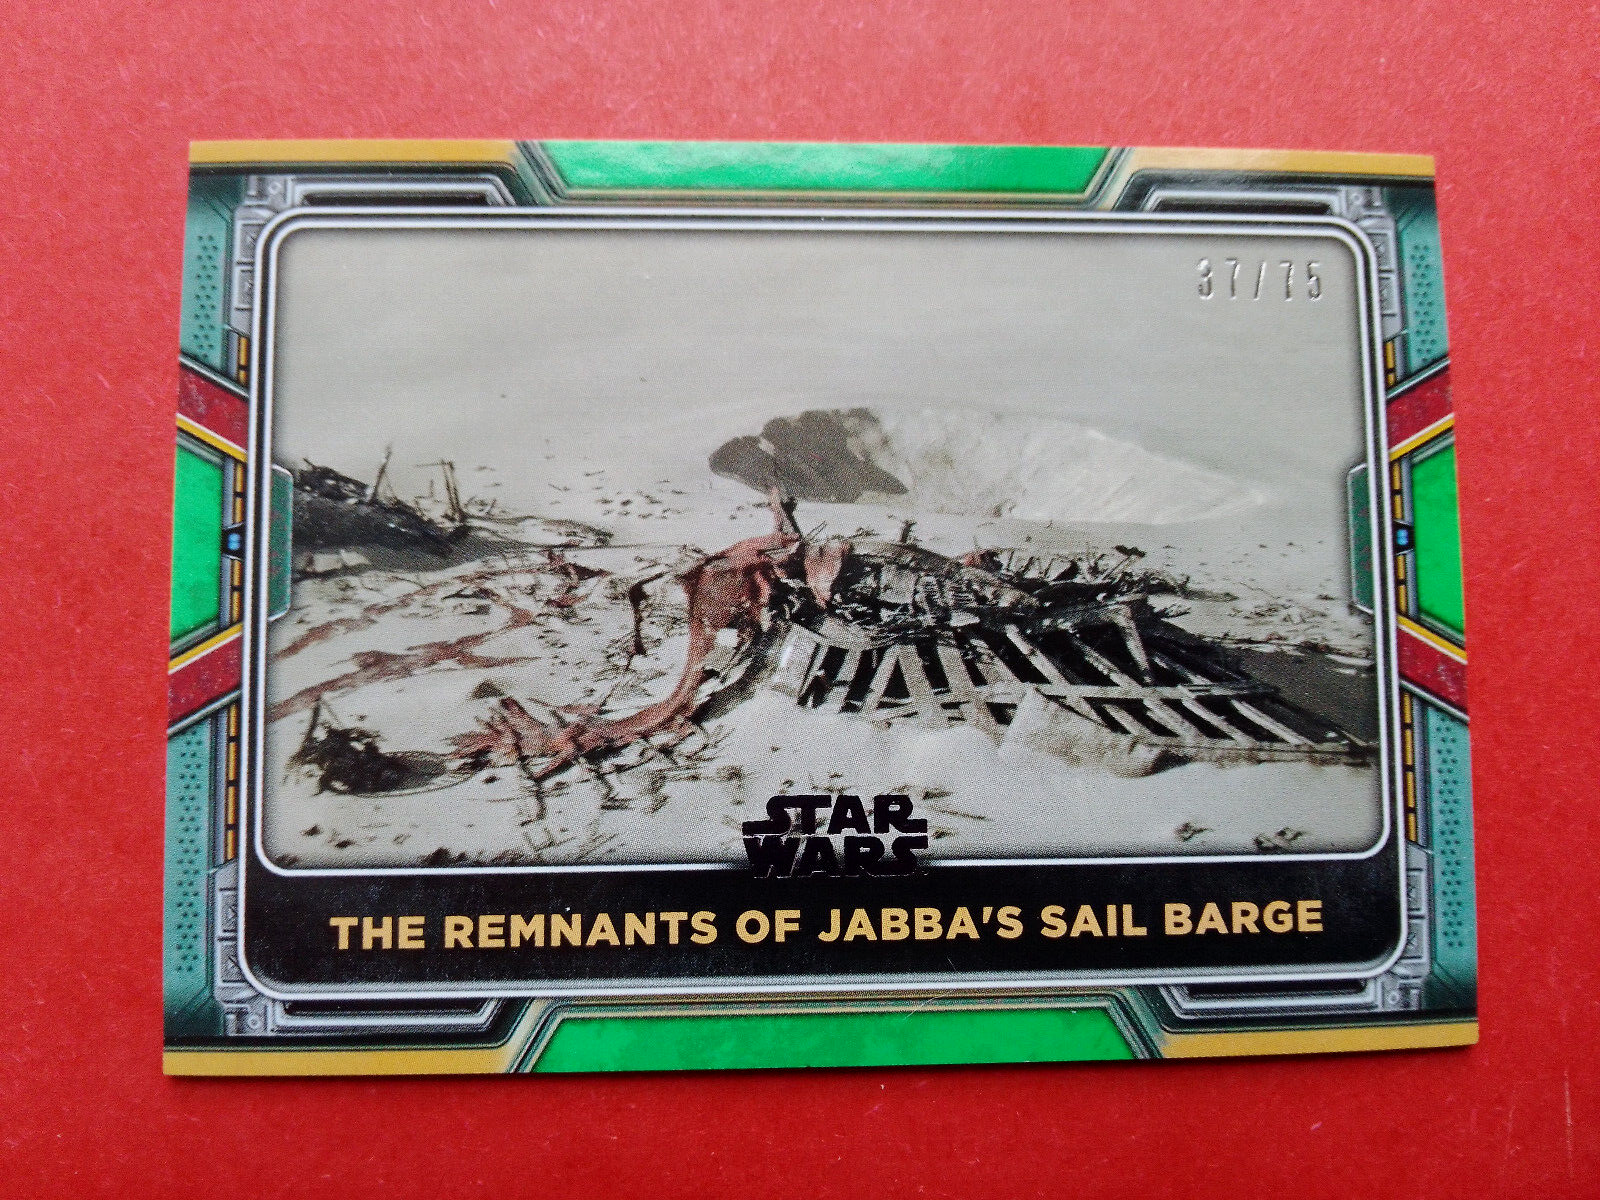 37/75
STAR
WARS
THE REMNANTS OF JABBA'S SAIL BARGE